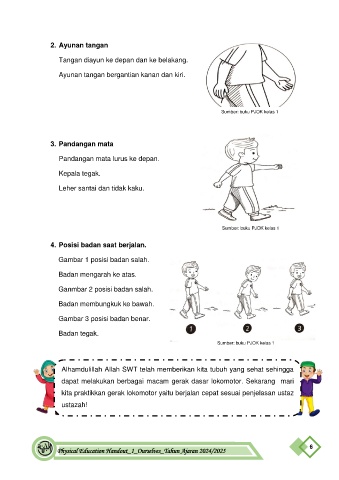 2. Ayunan tangan
Tangan diayun ke depan dan ke belakang.
Ayunan tangan bergantian kanan dan kiri.
Sumber: buku PJOK kelas 1
3. Pandangan mata
Pandangan mata lurus ke depan.
Kepala tegak.
Leher santai dan tidak kaku.
Sumber: buku PJOK kelas 1
4. Posisi badan saat berjalan.
Gambar 1 posisi badan salah.
Badan mengarah ke atas.
Ganmbar 2 posisi badan salah.
Badan membungkuk ke bawah.
Gambar 3 posisi badan benar.
Badan tegak.
1 2 3
Sumber: buku PJOK kelas 1
Alhamdulillah Allah SWT telah memberikan kita tubuh yang sehat sehingga
dapat melakukan berbagai macam gerak dasar lokomotor. Sekarang mari
kita praktikkan gerak lokomotor yaitu berjalan cepat sesuai penjelasan ustaz
ustazah!
Physical Education Handout_1_Ourselves_Tahun Ajaran 2024/2025
6